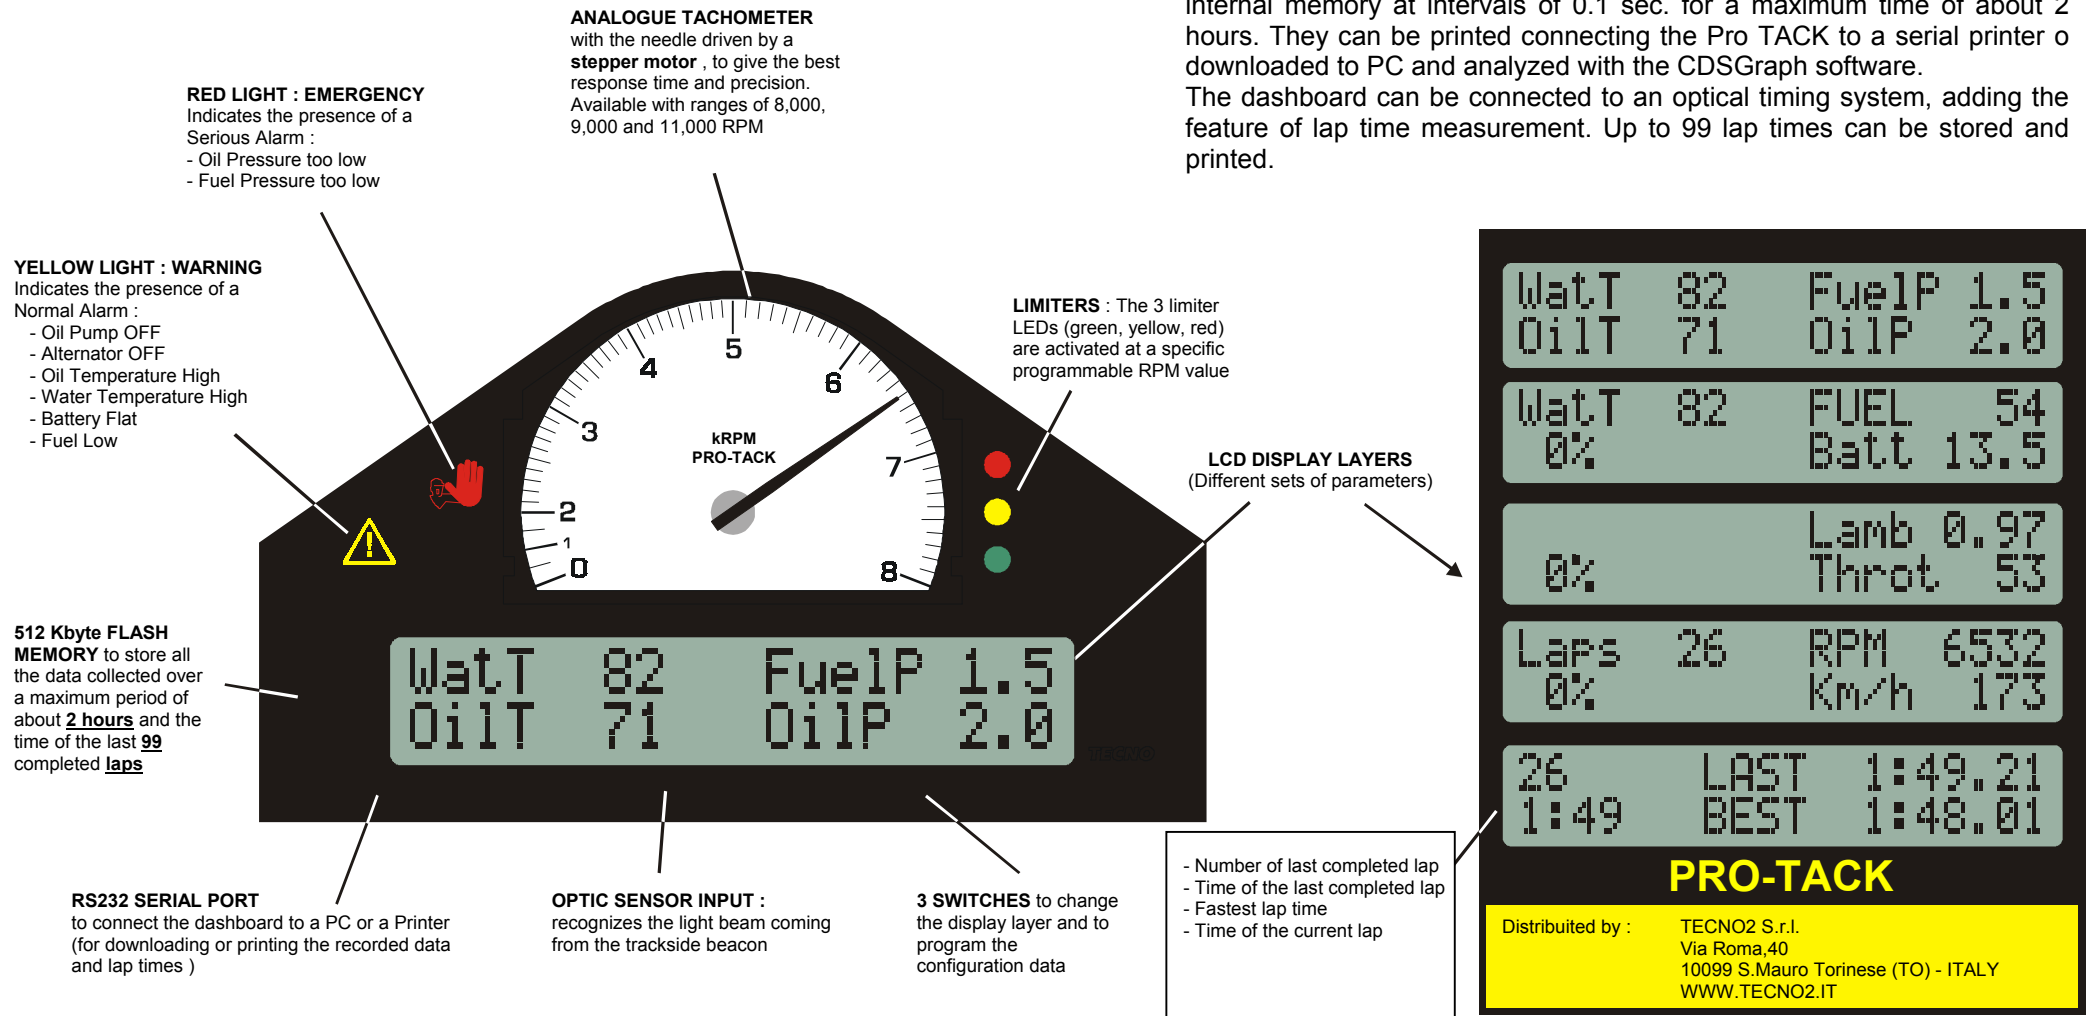 internal memory at intervals of 0.1 sec. for a maximum time of about 2
hours. They can be printed connecting the Pro TACK to a serial printer o
downloaded to PC and analyzed with the CDSGraph software.
The dashboard can be connected to an optical timing system, adding the
feature of lap time measurement. Up to 99 lap times can be stored and
printed.
ANALOGUE TACHOMETER
with the needle driven by a
stepper motor , to give the best
response time and precision.
Available with ranges of 8,000,
9,000 and 11,000 RPM
RED LIGHT : EMERGENCY
Indicates the presence of a
Serious Alarm :
- Oil Pressure too low
- Fuel Pressure too low
YELLOW LIGHT : WARNING
Indicates the presence of a
Normal Alarm :
- Oil Pump OFF
- Alternator OFF
- Oil Temperature High
- Water Temperature High
- Battery Flat
- Fuel Low
LIMITERS : The 3 limiter
LEDs (green, yellow, red)
are activated at a specific
programmable RPM value
LCD DISPLAY LAYERS
(Different sets of parameters)
512 Kbyte FLASH
MEMORY to store all
the data collected over
a maximum period of
about 2 hours and the
time of the last 99
completed laps
0
1
2
3
4
5
6
7
8
kRPM
PRO-TACK
!
WatT 82 FuelP 1.5
OilT 71 OilP 2.0
TECNO
RS232 SERIAL PORT
to connect the dashboard to a PC or a Printer
(for downloading or printing the recorded data
and lap times )
OPTIC SENSOR INPUT :
recognizes the light beam coming
from the trackside beacon
3 SWITCHES to change
the display layer and to
program the
configuration data
- Number of last completed lap
- Time of the last completed lap
- Fastest lap time
- Time of the current lap
WatT 82 FuelP 1.5
OilT 71 OilP 2.0
WatT 82 FUEL 54
0% Batt 13.5
Lamb 0.97
0% Throt 53
Laps 26 RPM 6532
0% Km/h 173
26 LAST 1:49.21
1:49 BEST 1:48.01
PRO-TACK
Distribuited by : TECNO2 S.r.l.
Via Roma,40
10099 S.Mauro Torinese (TO) - ITALY
WWW.TECNO2.IT